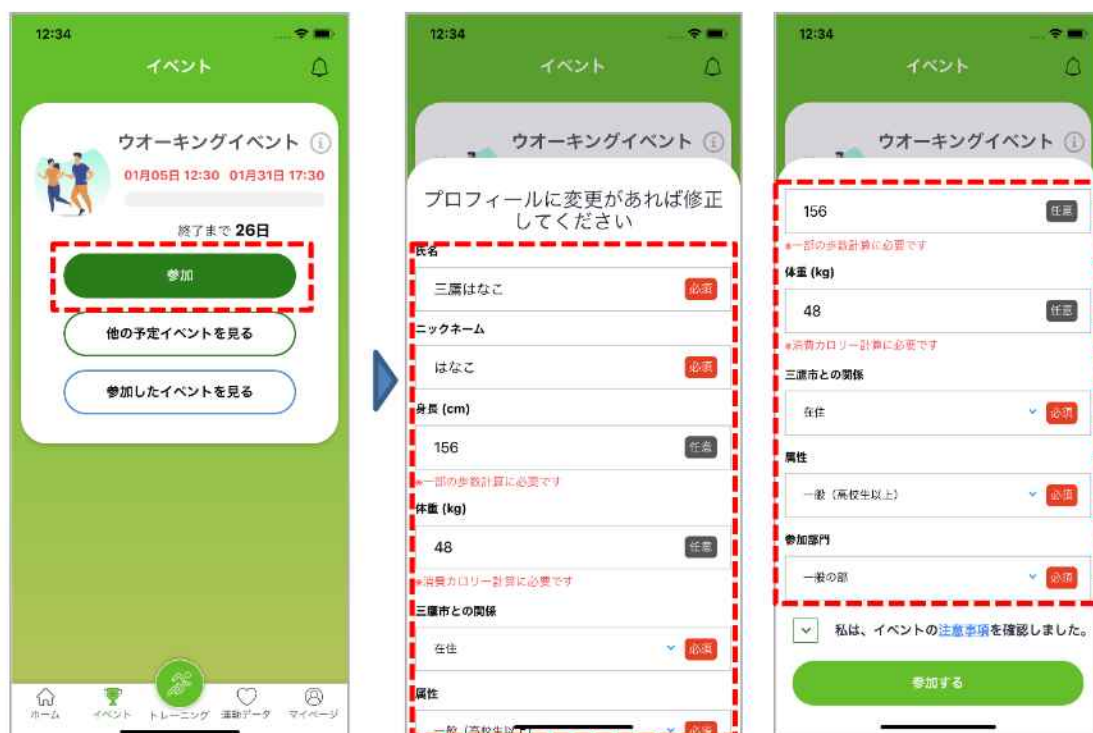 12:34
イベント
ウオーキングイベント
01月05日 12:30 01月31日 17:30
終了まで 26日
参加
他の予定イベントを見る
参加したイベントを見る
ホーム
イベント
トレーニング
運動データ
マイページ
12:34
イベント
ウオーキングイベント
プロフィールに変更があれば修正
してください
氏名
三鷹はなこ 必須
ニックネーム
はなこ 必須
身長 (cm)
156 任意
※一部の歩数計算に必要です
体重 (kg)
48 任意
※消費カロリー計算に必要です
三鷹市との関係
在住 必須
属性
一般（高校生以上） 必須
12:34
イベント
ウオーキングイベント
156 任意
※一部の歩数計算に必要です
体重 (kg)
48 任意
※消費カロリー計算に必要です
三鷹市との関係
在住 必須
属性
一般（高校生以上） 必須
参加部門
一般の部 必須
私は、イベントの注意事項を確認しました。
参加する